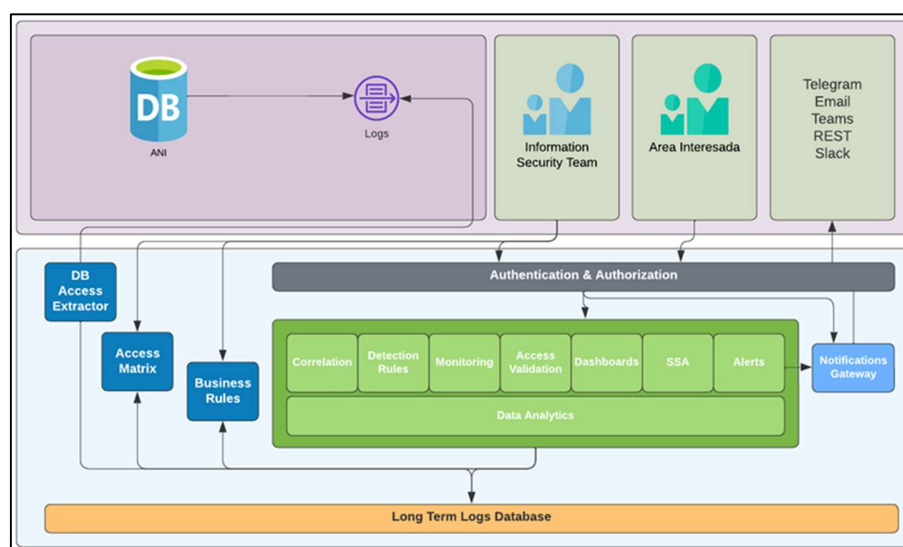 DB
ANI
Logs
Information
Security Team
Area Interesada
Telegram
Email
Teams
REST
Slack
DB
Access
Extractor
Access
Matrix
Business
Rules
Authentication & Authorization
Correlation
Detection
Rules
Monitoring
Access
Validation
Dashboards
SSA
Alerts
Data Analytics
Notifications
Gateway
Long Term Logs Database